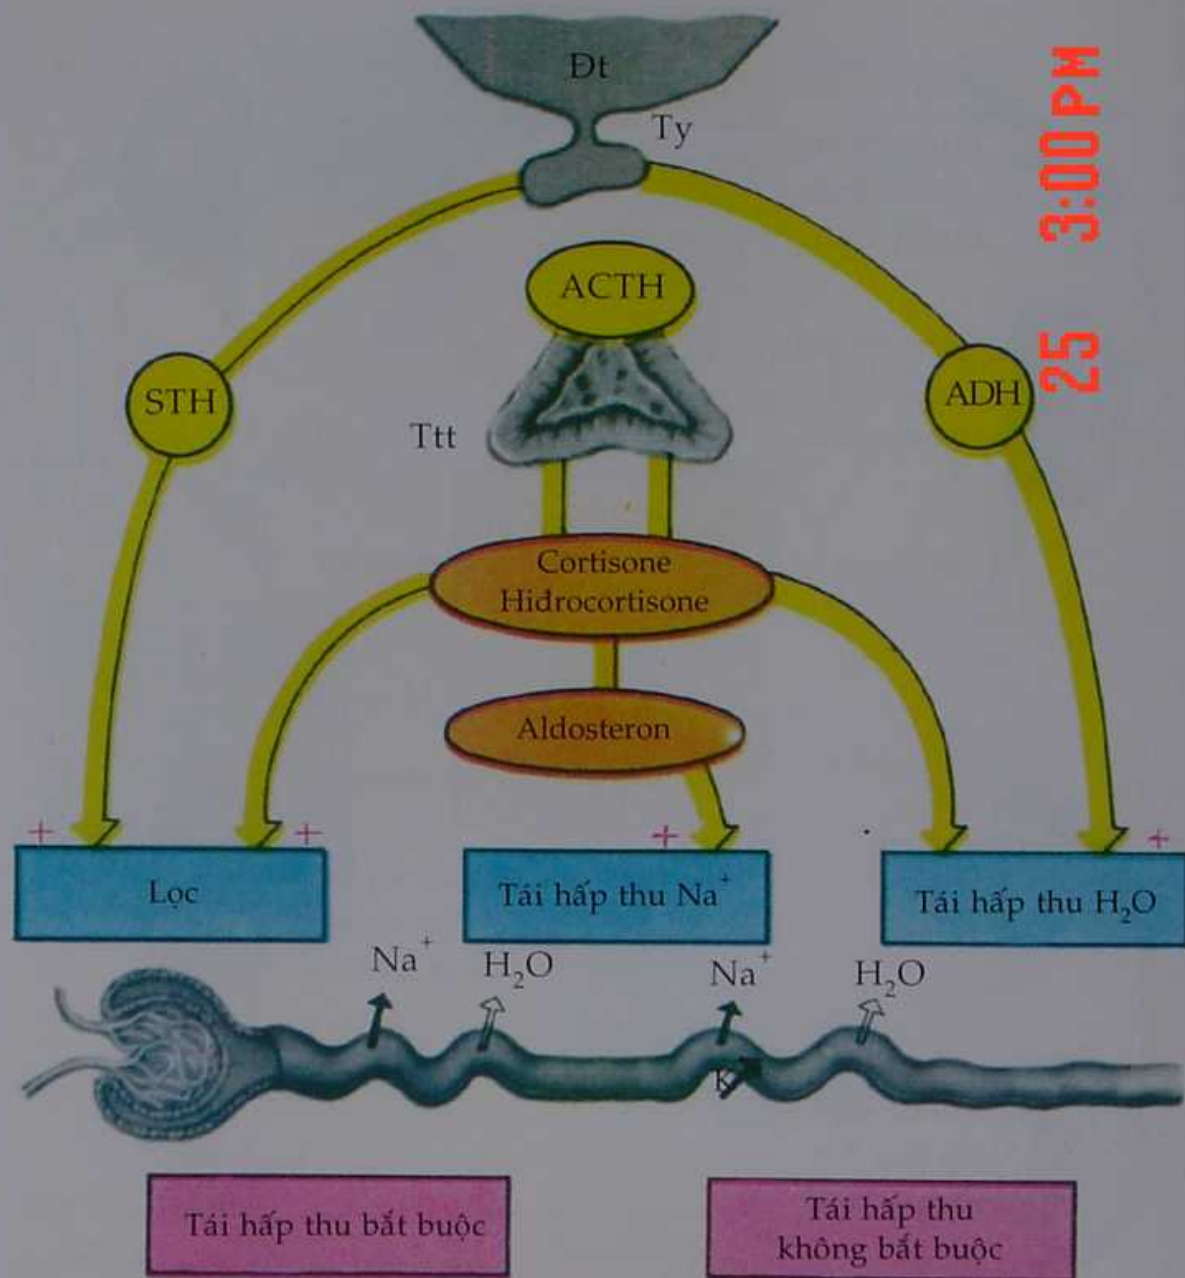 Đt
Ty
25 3:00 PM
ACTH
STH
ADH
Ttt
Cortisone
Hiđrocortisone
Aldosteron
+
+
+
+
Lọc
Tái hấp thu Na⁺
Tái hấp thu H₂O
Na⁺
H₂O
Na⁺
H₂O
K
Tái hấp thu bắt buộc
Tái hấp thu
không bắt buộc